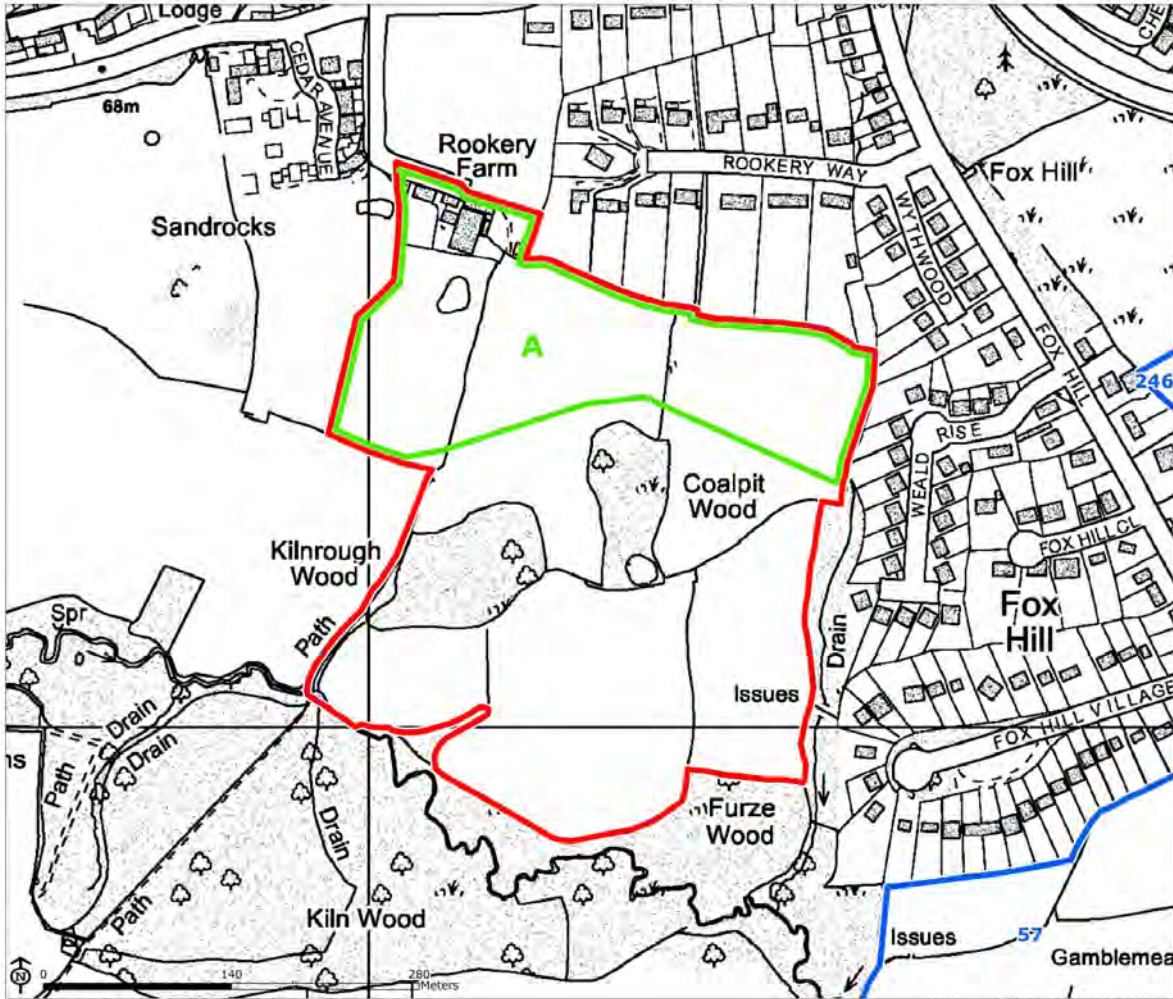 Lodge
CEDAR AVENUE
68m
Rookery
Farm
ROOKERY WAY
Fox Hill
Sandrocks
WYTHWOOD
FOX HILL
A
246
WEALD RISE
Coalpit
Wood
FOX HILL CL
Kilnrough
Wood
Fox
Hill
Spr
Path
Drain
Issues
FOX HILL VILLAGE
Drain
Drain
Path
Drain
Furze
Wood
Path
Kiln Wood
Issues
57
Gamblemea
N
0 140 280
Meters